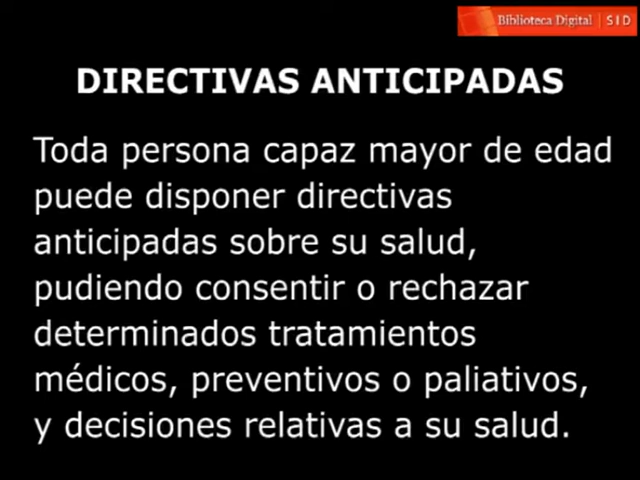 Biblioteca Digital | SID
DIRECTIVAS ANTICIPADAS
Toda persona capaz mayor de edad
puede disponer directivas
anticipadas sobre su salud,
pudiendo consentir o rechazar
determinados tratamientos
médicos, preventivos o paliativos,
y decisiones relativas a su salud.